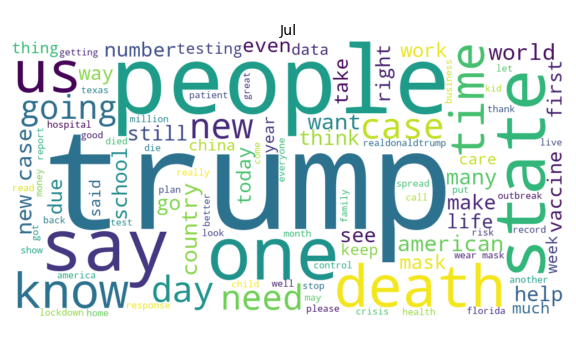 Jul
thing
getting
number
testing
even
data
take
right
work
world
way
texas
us
people
time
state
first
going
hospital
good
million
still
patient
great
new
want
think
case
business
let
kid
thank
new case
report
due
died
die
said
school
test
china
today
year
come
everyone
realdonaldtrump
care
many
live
vaccine
trump
read
money
back
got
show
say
really
plan
go
country
better
look
one
month
family
see
keep
spread
call
put
make
life
risk
outbreak
record
american
mask
wear mask
week
another
know
america
lockdown
home
response
day
child
need
well
control
stop
may
please
death
crisis
health
florida
help
much